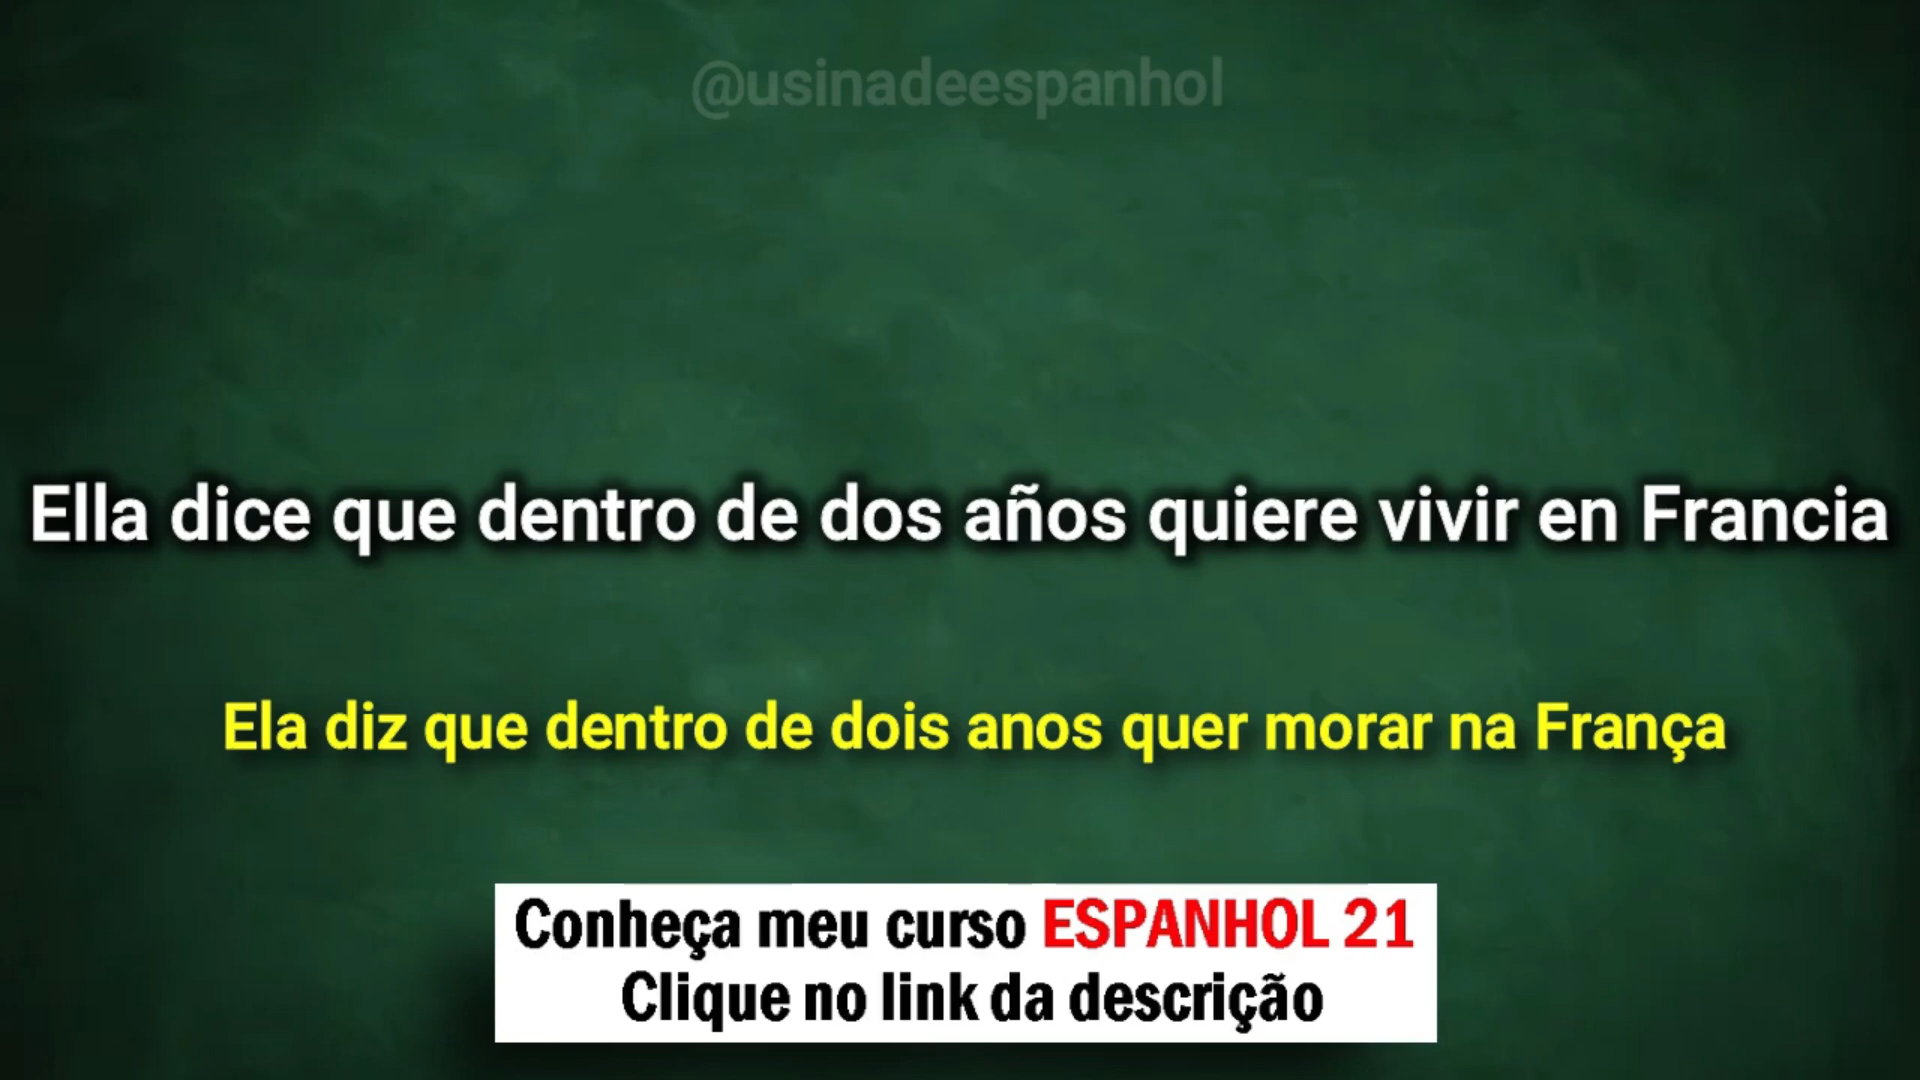 @usinadeespanhol
Ella dice que dentro de dos años quiere vivir en Francia
Ela diz que dentro de dois anos quer morar na França
Conheça meu curso ESPANHOL 21
Clique no link da descrição